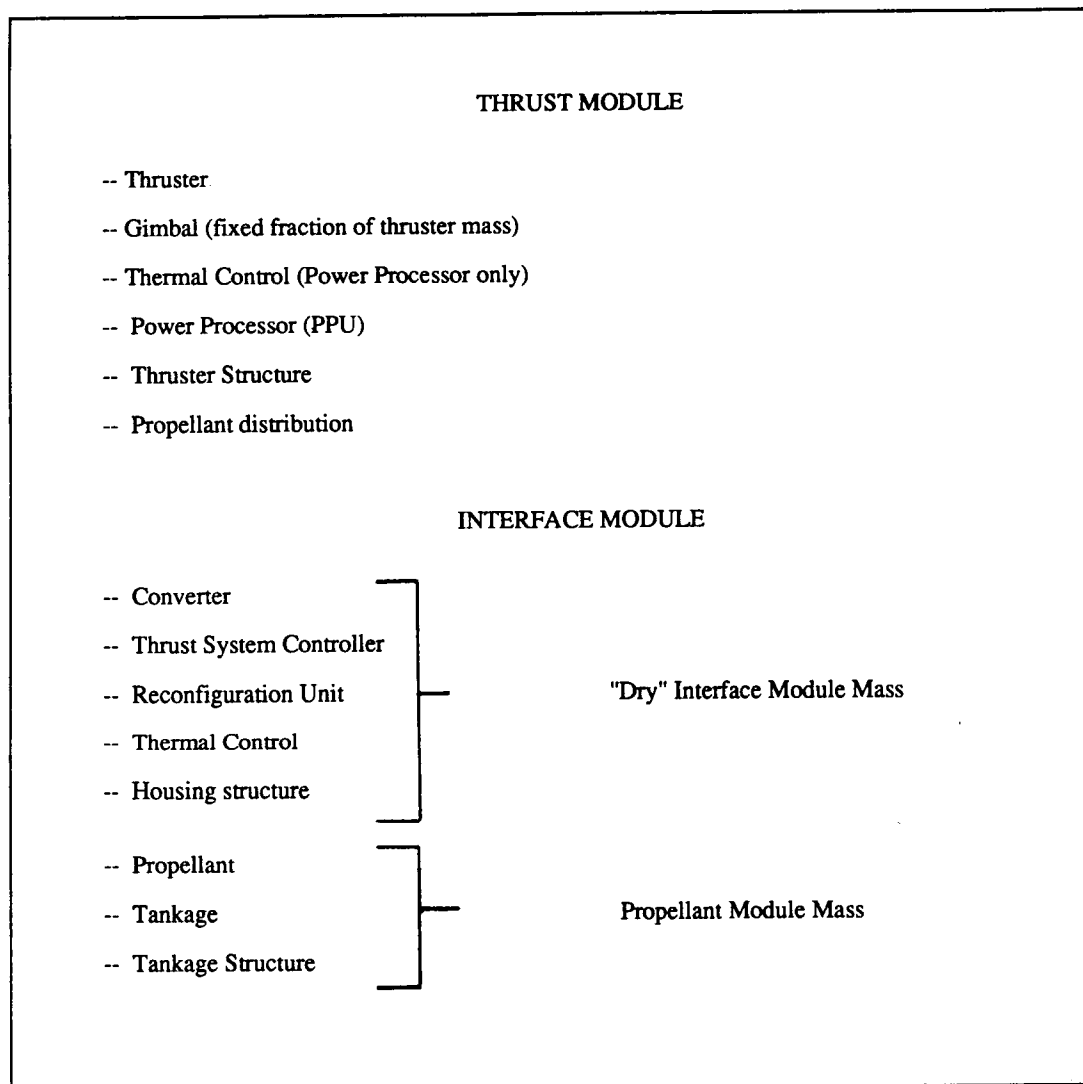 THRUST MODULE
-- Thruster
-- Gimbal (fixed fraction of thruster mass)
-- Thermal Control (Power Processor only)
-- Power Processor (PPU)
-- Thruster Structure
-- Propellant distribution
INTERFACE MODULE
-- Converter
-- Thrust System Controller
-- Reconfiguration Unit
-- Thermal Control
-- Housing structure
"Dry" Interface Module Mass
-- Propellant
-- Tankage
-- Tankage Structure
Propellant Module Mass